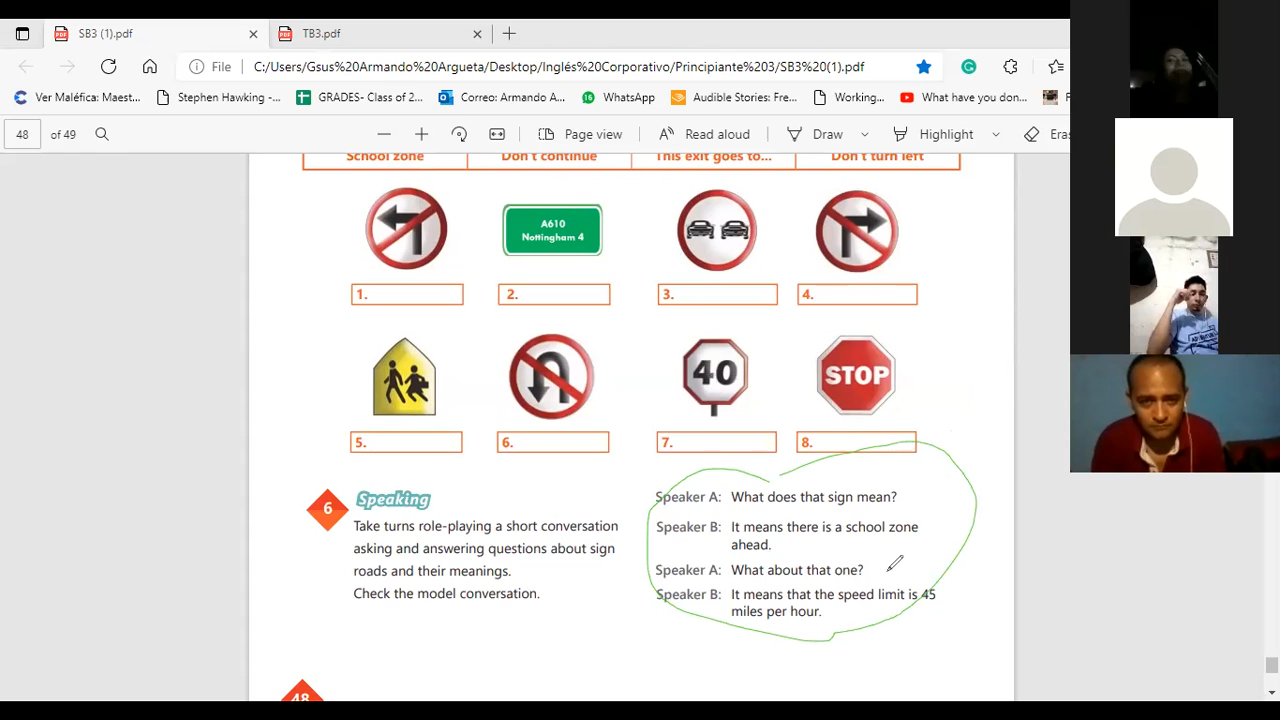 SB3 (1).pdf
TB3.pdf
File
C:/Users/Gsus%20Armando%20Argueta/Desktop/Inglés%20Corporativo/Principiante%203/SB3%20(1).pdf
Ver Maléfica: Maest...
Stephen Hawking -...
GRADES- Class of 2...
Correo: Armando A...
16
WhatsApp
Audible Stories: Fre...
Working...
What have you don...
48
of 49
Page view
Read aloud
Draw
Highlight
Eras
School zone
Don't continue
This exit goes to...
Don't turn left
A610
Nottingham 4
1.
2.
3.
4.
40
STOP
5.
6.
7.
8.
6
Speaking
Take turns role-playing a short conversation
asking and answering questions about sign
roads and their meanings.
Check the model conversation.
Speaker A: What does that sign mean?
Speaker B: It means there is a school zone
ahead.
Speaker A: What about that one?
Speaker B: It means that the speed limit is 45
miles per hour.
48